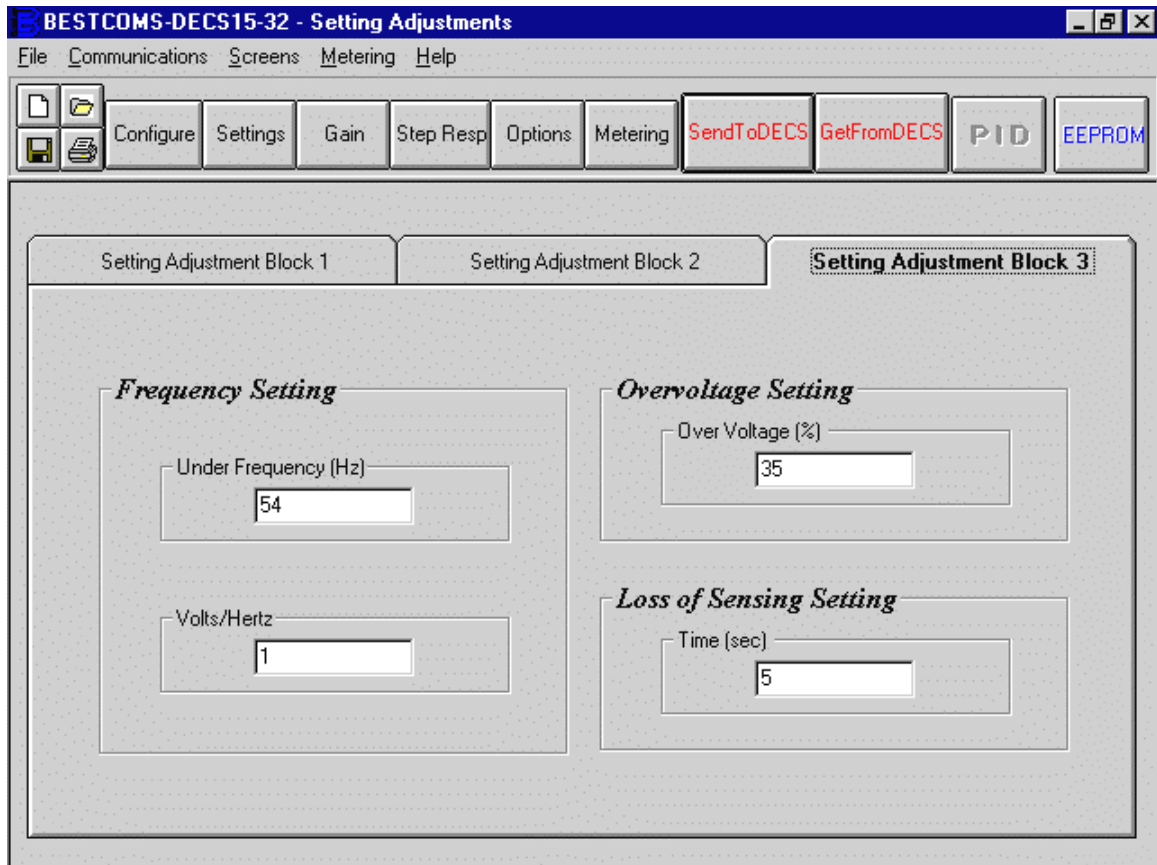 BESTCOMS-DECS15-32 - Setting Adjustments
File Communications Screens Metering Help
Configure Settings Gain Step Resp Options Metering SendToDECS GetFromDECS PID EEPROM
Setting Adjustment Block 1 Setting Adjustment Block 2 Setting Adjustment Block 3
Frequency Setting
Under Frequency (Hz)
54
Volts/Hertz
1
Overvoltage Setting
Over Voltage (%)
35
Loss of Sensing Setting
Time (sec)
5